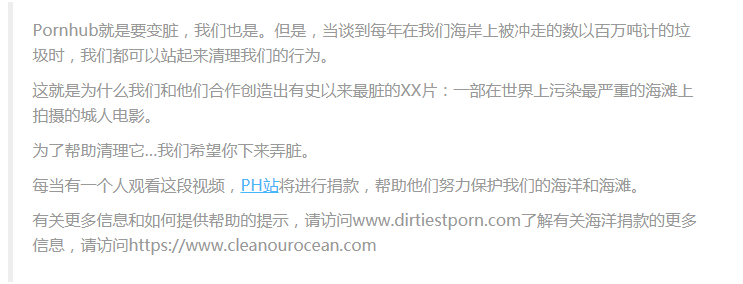 Pornhub就是要变脏，我们也是。但是，当谈到每年在我们海岸上被冲走的数以百万吨计的垃
圾时，我们都可以站起来清理我们的行为。
这就是为什么我们和他们合作创造出有史以来最脏的XX片：一部在世界上污染最严重的海滩上
拍摄的城人电影。
为了帮助清理它...我们希望你下来弄脏。
每当有一个人观看这段视频，PH站将进行捐款，帮助他们努力保护我们的海洋和海滩。
有关更多信息和如何提供帮助的提示，请访问www.dirtiestporn.com了解有关海洋捐款的更多
信息，请访问https://www.cleanourocean.com